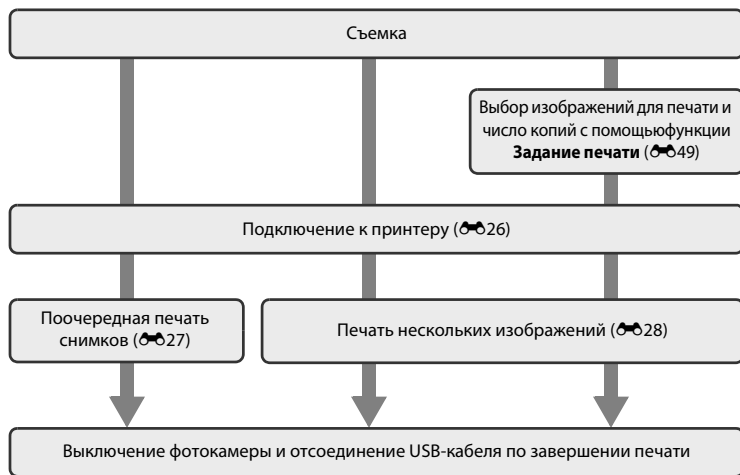 Съемка
Выбор изображений для печати и
число копий с помощьюфункции
Задание печати (49)
Подключение к принтеру (26)
Поочередная печать
снимков (27)
Печать нескольких изображений (28)
Выключение фотокамеры и отсоединение USB-кабеля по завершении печати